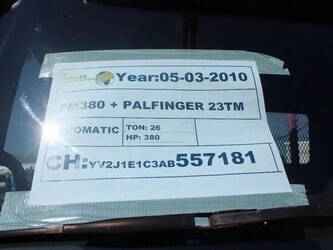 Year:05-03-2010
FM380 + PALFINGER 23TM
OMATIC
TON: 26
HP: 380
CH:YV2J1E1C3AB557181